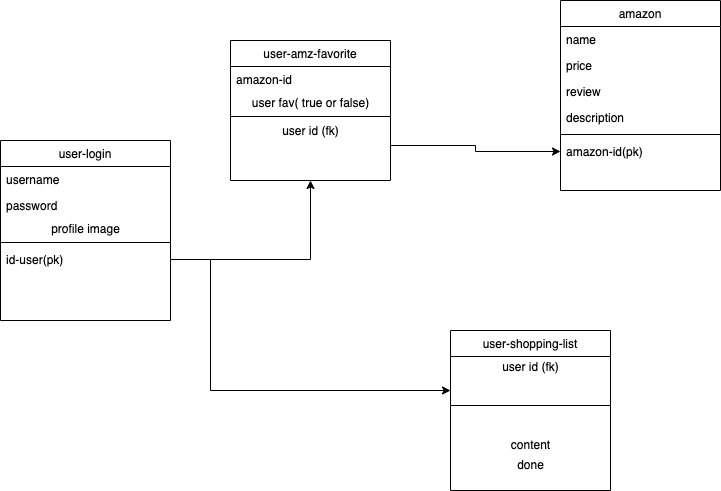 amazon
name
price
review
description
amazon-id(pk)
user-amz-favorite
amazon-id
user fav( true or false)
user id (fk)
user-login
username
password
profile image
id-user(pk)
user-shopping-list
user id (fk)
content
done